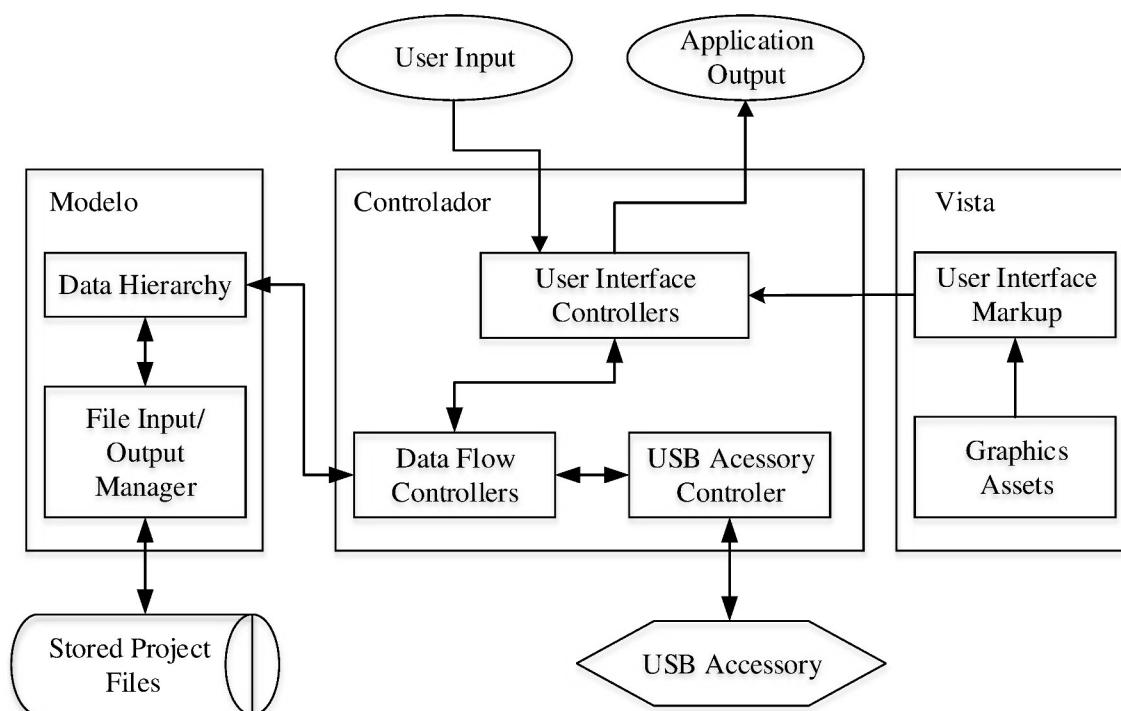 User Input
Application
Output
Modelo
Controlador
Vista
Data Hierarchy
User Interface
Controllers
User Interface
Markup
File Input/
Output
Manager
Data Flow
Controllers
USB Acessory
Controler
Graphics
Assets
Stored Project
Files
USB Accessory